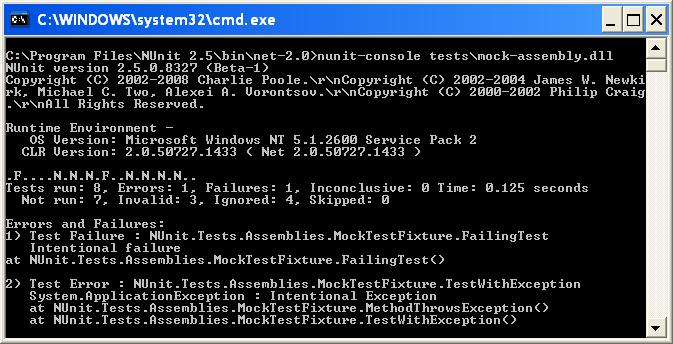 C:\WINDOWS\system32\cmd.exe
C:\Program Files\NUnit 2.5\bin\net-2.0>nunit-console tests\mock-assembly.dll
NUnit version 2.5.0.8327 (Beta-1)
Copyright (C) 2002-2008 Charlie Poole.\r\nCopyright (C) 2002-2004 James W. Newki
rk, Michael C. Two, Alexei A. Vorontsov.\r\nCopyright (C) 2000-2002 Philip Craig
.\r\nAll Rights Reserved.
Runtime Environment -
OS Version: Microsoft Windows NT 5.1.2600 Service Pack 2
CLR Version: 2.0.50727.1433 ( Net 2.0.50727.1433 )
.F....N.N.N.F..N.N.N.N..
Tests run: 8, Errors: 1, Failures: 1, Inconclusive: 0 Time: 0.125 seconds
Not run: 7, Invalid: 3, Ignored: 4, Skipped: 0
Errors and Failures:
1) Test Failure : NUnit.Tests.Assemblies.MockTestFixture.FailingTest
Intentional failure
at NUnit.Tests.Assemblies.MockTestFixture.FailingTest()
2) Test Error : NUnit.Tests.Assemblies.MockTestFixture.TestWithException
System.ApplicationException : Intentional Exception
at NUnit.Tests.Assemblies.MockTestFixture.MethodThrowsException()
at NUnit.Tests.Assemblies.MockTestFixture.TestWithException()